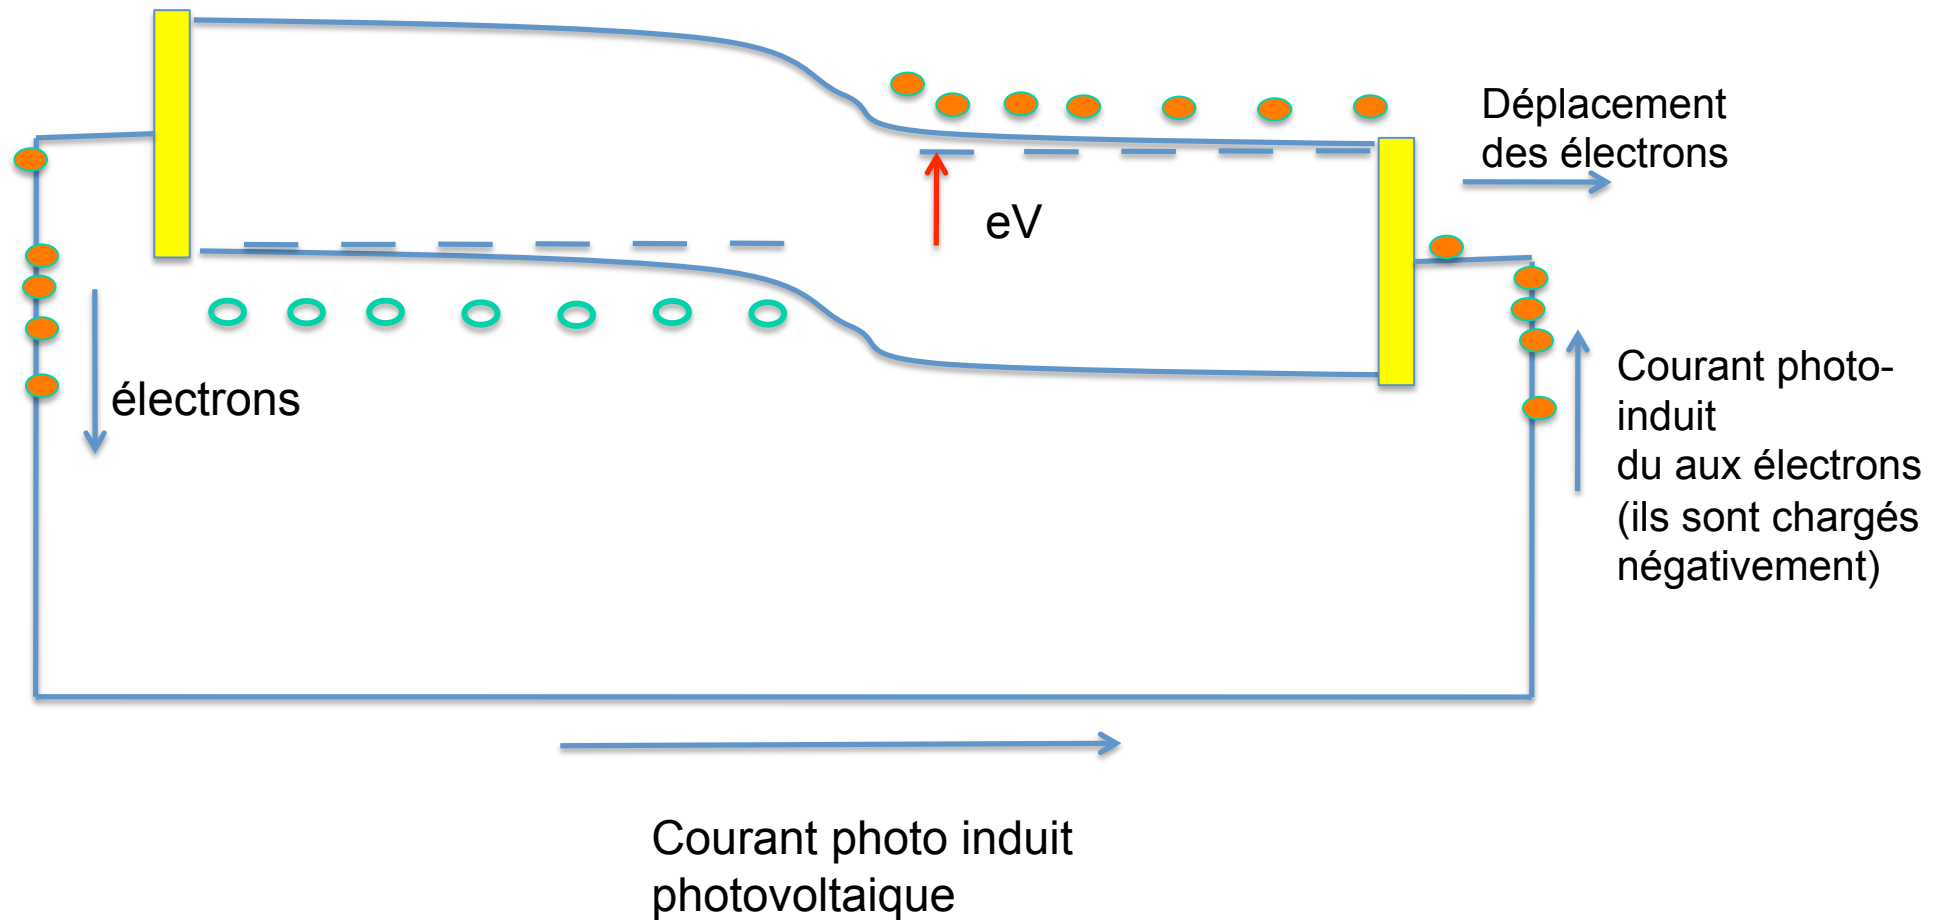 Déplacement
des électrons
eV
électrons
Courant photo-
induit
du aux électrons
(ils sont chargés
négativement)
Courant photo induit
photovoltaique